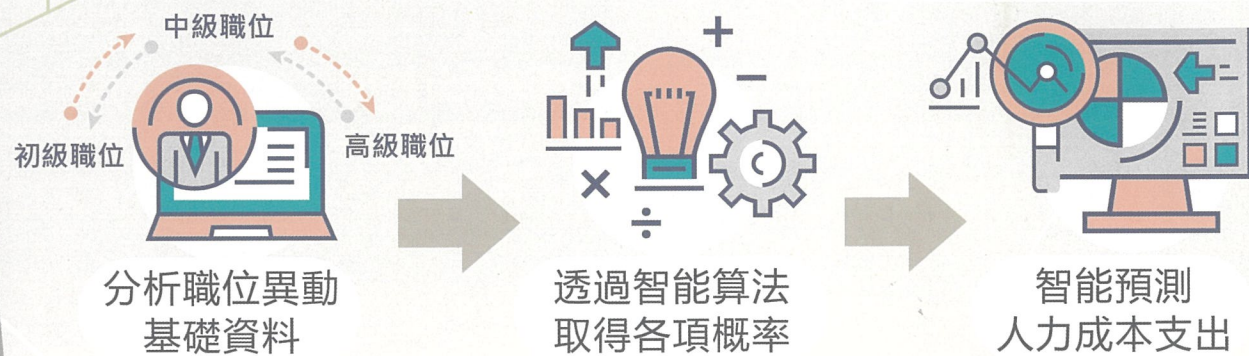 中級職位
初級職位
高級職位
分析職位異動
基礎資料
透過智能算法
取得各項概率
智能預測
人力成本支出